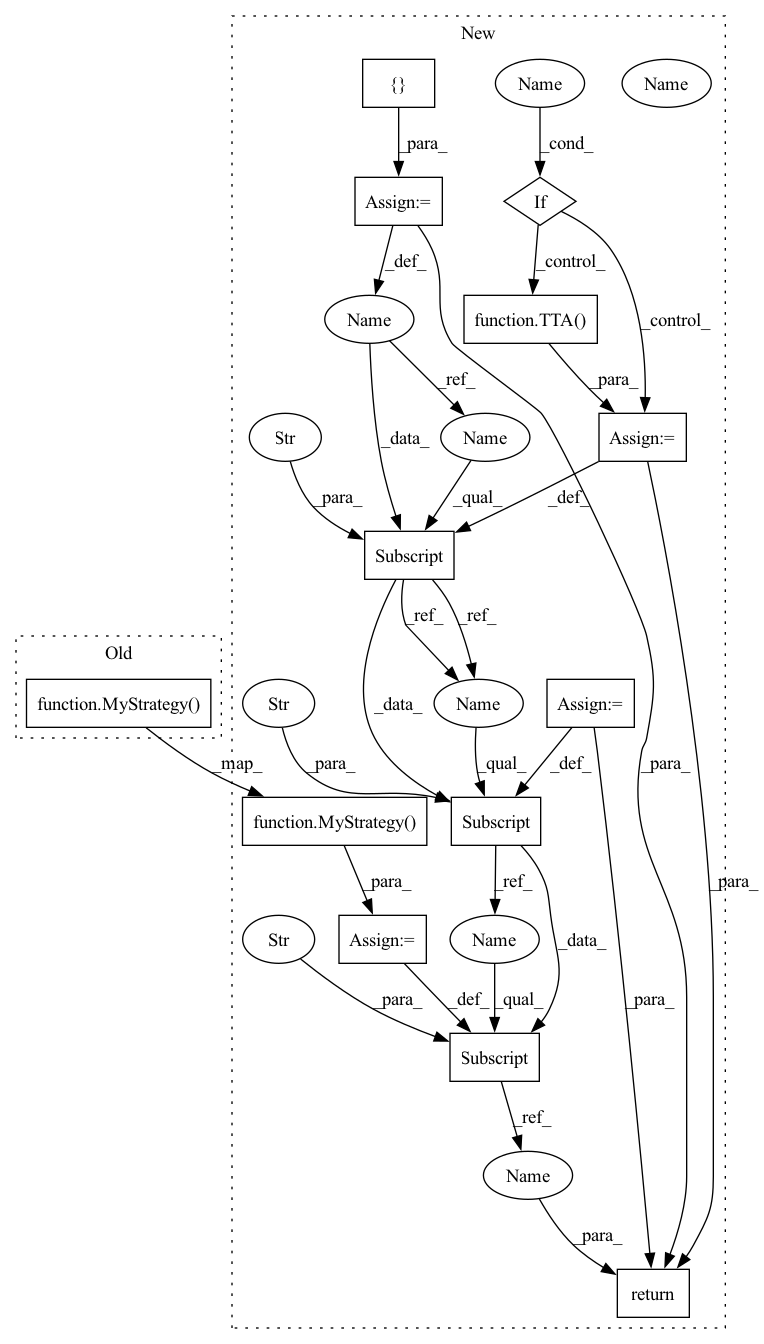 New
{}
Name
Name
_para_
_cond_
Assign:=
If
_def_
_control_
Name
function.TTA()
_control_
_ref_
_para_
Str
_data_
Name
Assign:=
_para_
_qual_
_def_
Subscript
_ref_
_ref_
Old
function.MyStrategy()
Str
_data_
Name
Assign:=
_map_
_para_
_qual_
_def_
_para_
function.MyStrategy()
Subscript
_para_
_ref_
_para_
Str
Assign:=
Name
_data_
_para_
_def_
_qual_
_para_
Subscript
_ref_
Name
_para_
return